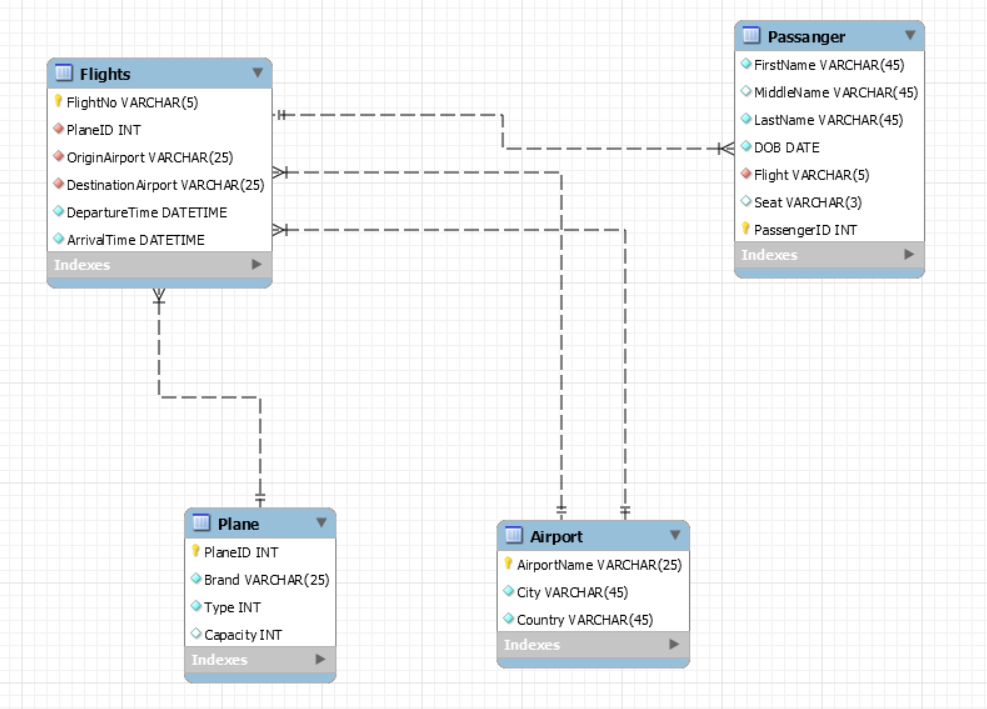 Flights
FlightNo VARCHAR(5)
PlaneID INT
OriginAirport VARCHAR(25)
DestinationAirport VARCHAR(25)
DepartureTime DATETIME
ArrivalTime DATETIME
Indexes
Passanger
FirstName VARCHAR(45)
MiddleName VARCHAR(45)
LastName VARCHAR(45)
DOB DATE
Flight VARCHAR(5)
Seat VARCHAR(3)
PassengerID INT
Indexes
Plane
PlaneID INT
Brand VARCHAR(25)
Type INT
Capacity INT
Indexes
Airport
AirportName VARCHAR(25)
City VARCHAR(45)
Country VARCHAR(45)
Indexes